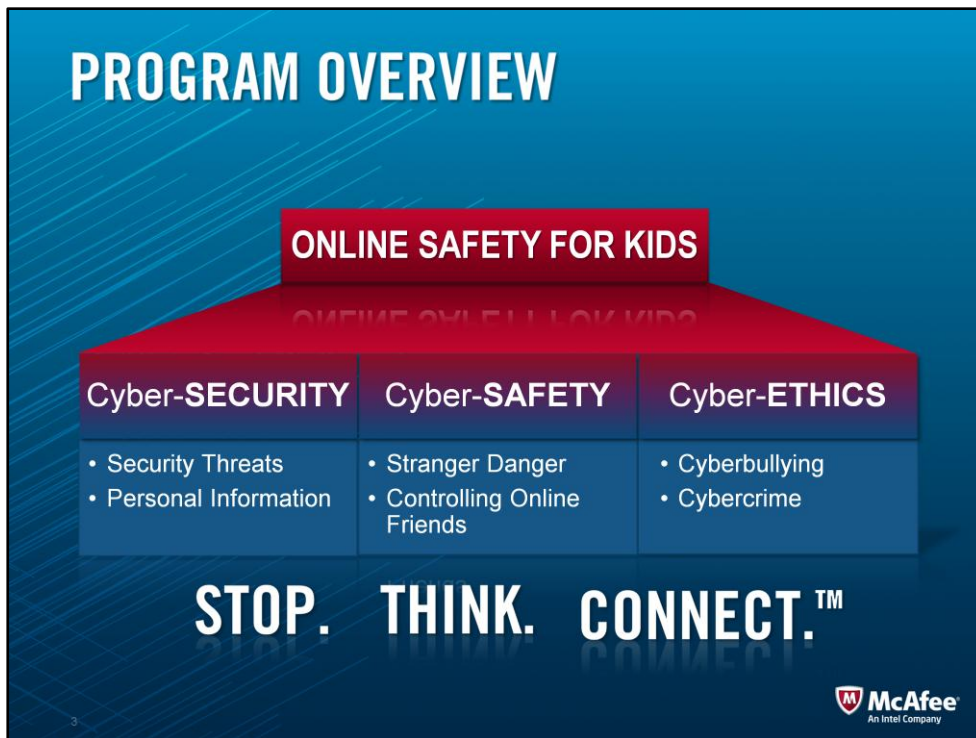 PROGRAM OVERVIEW
ONLINE SAFETY FOR KIDS
Cyber-SECURITY
• Security Threats
• Personal Information
Cyber-SAFETY
• Stranger Danger
• Controlling Online
Friends
Cyber-ETHICS
• Cyberbullying
• Cybercrime
STOP. THINK. CONNECT.™
3
McAfee
An Intel Company